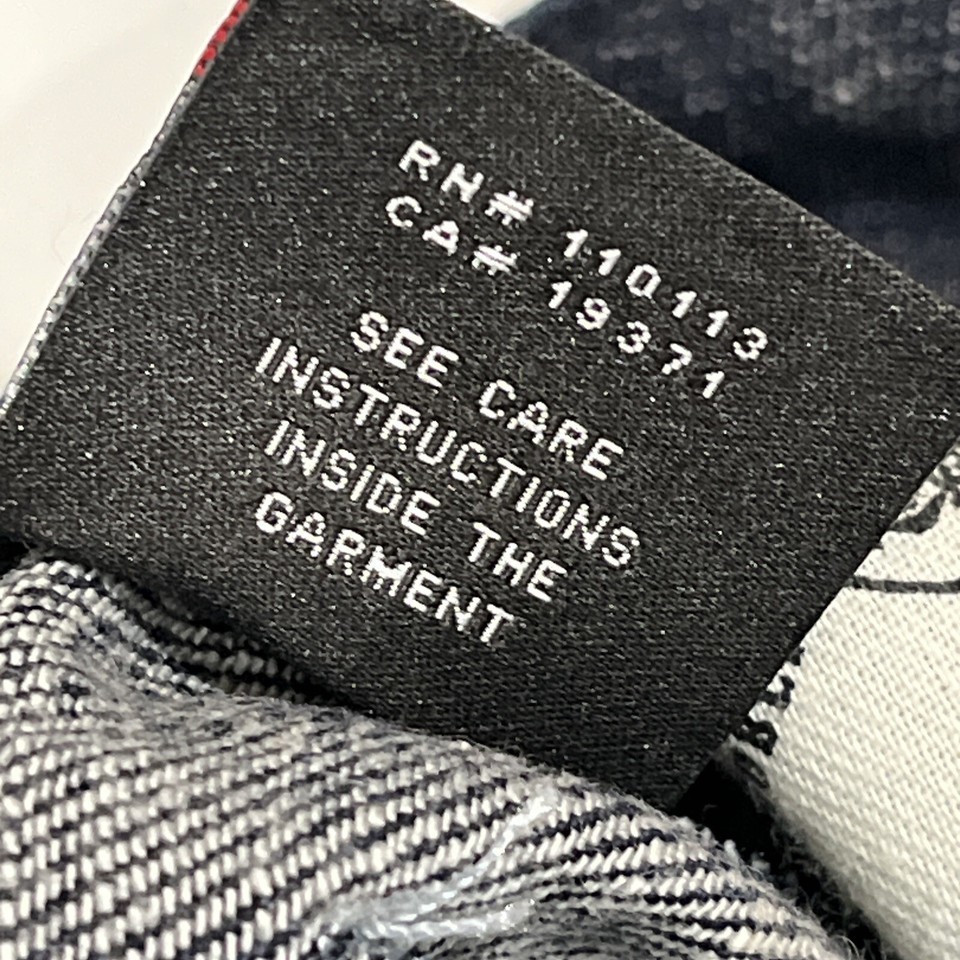 RN# 110113
CA# 19371
SEE CARE
INSTRUCTIONS
INSIDE THE
GARMENT